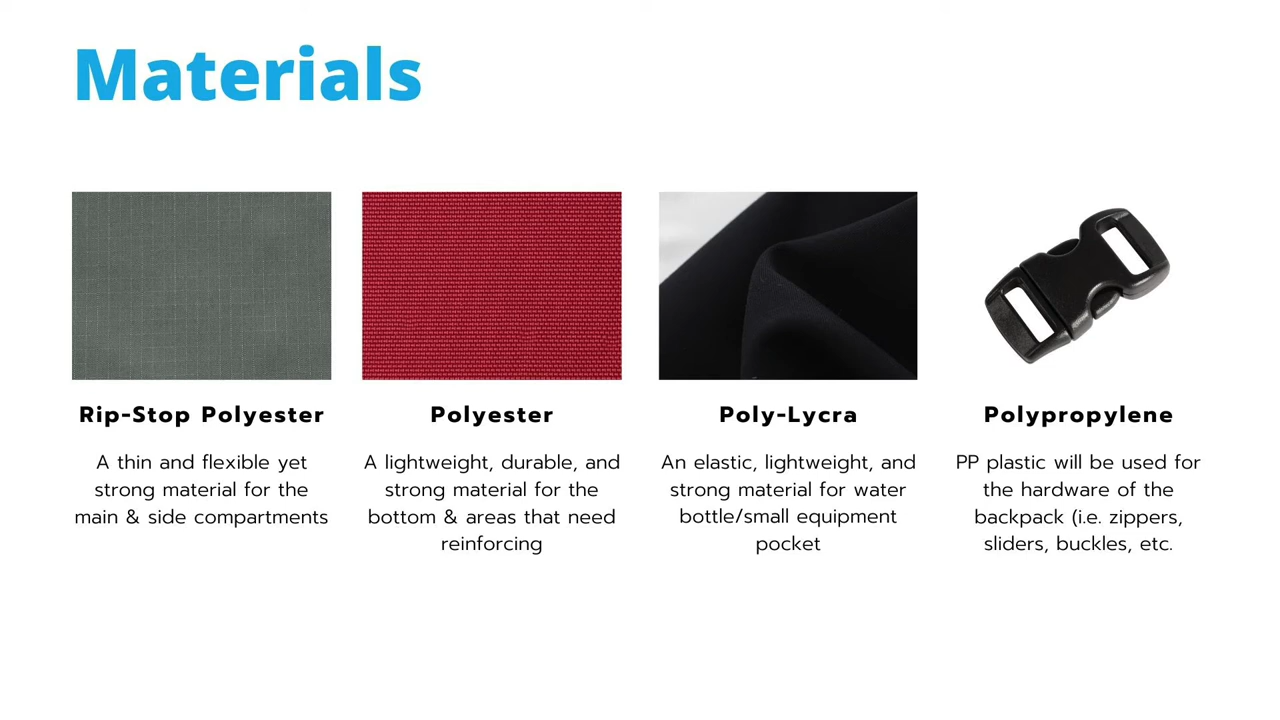 Materials
Rip-Stop Polyester
A thin and flexible yet
strong material for the
main & side compartments
Polyester
A lightweight, durable, and
strong material for the
bottom & areas that need
reinforcing
Poly-Lycra
An elastic, lightweight, and
strong material for water
bottle/small equipment
pocket
Polypropylene
PP plastic will be used for
the hardware of the
backpack (i.e. zippers,
sliders, buckles, etc.